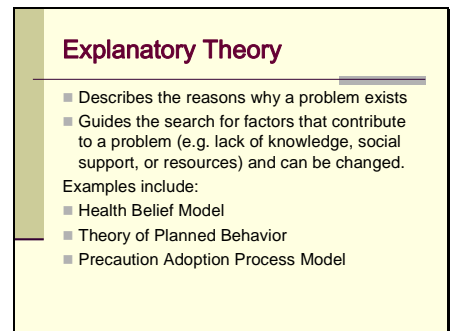 Explanatory Theory
Describes the reasons why a problem exists
Guides the search for factors that contribute
to a problem (e.g. lack of knowledge, social
support, or resources) and can be changed.
Examples include:
Health Belief Model
Theory of Planned Behavior
Precaution Adoption Process Model